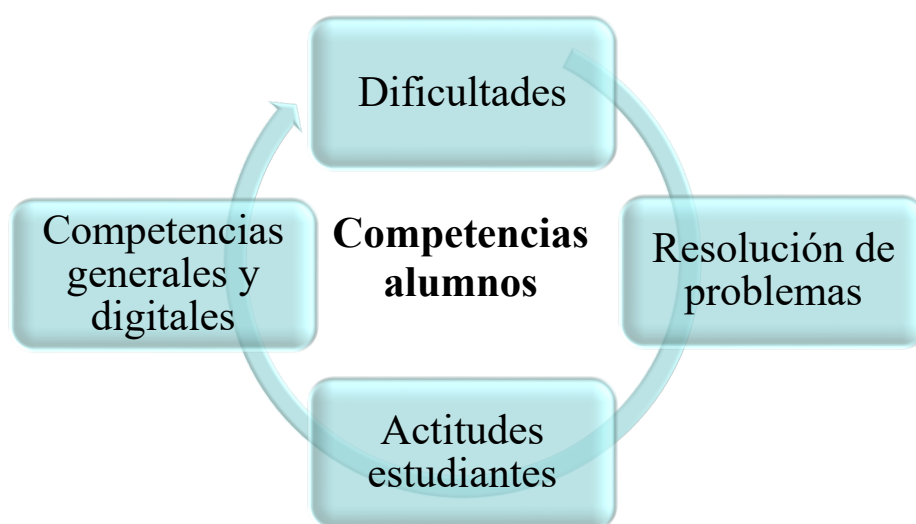 Dificultades
Competencias
generales y
digitales
Competencias
alumnos
Resolución de
problemas
Actitudes
estudiantes